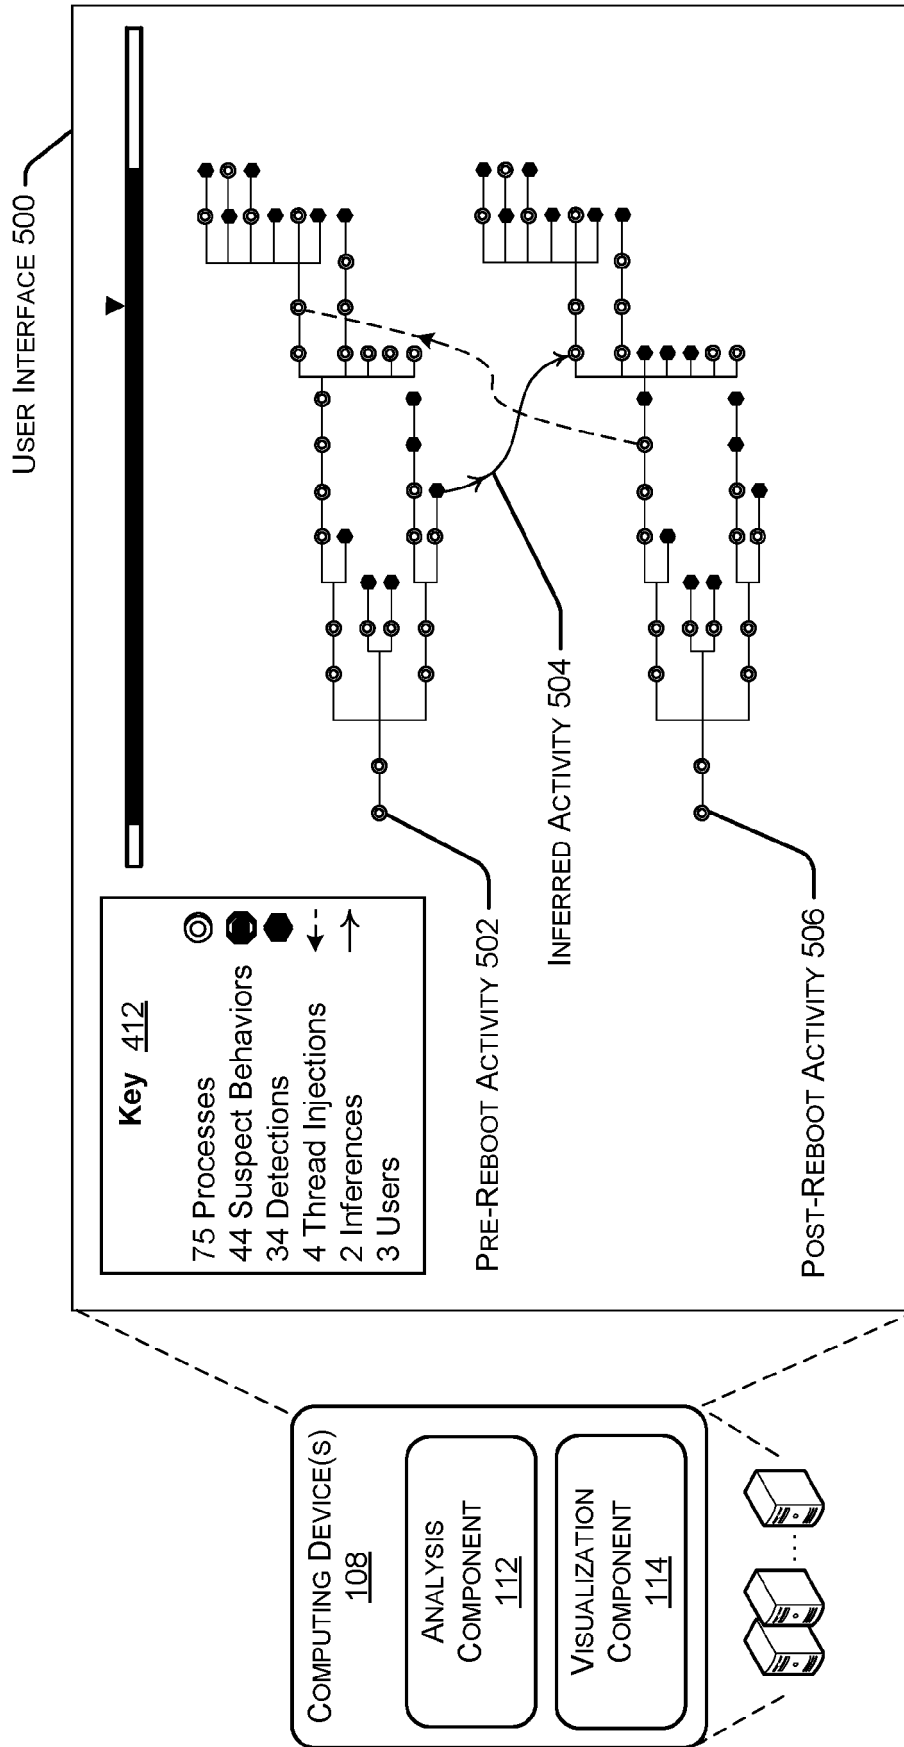 USER INTERFACE 500
Key 412
75 Processes
44 Suspect Behaviors
34 Detections
4 Thread Injections
2 Inferences
3 Users
PRE-REBOOT ACTIVITY 502
INFERRED ACTIVITY 504
POST-REBOOT ACTIVITY 506
COMPUTING DEVICE(S)
108
ANALYSIS
COMPONENT
112
VISUALIZATION
COMPONENT
114